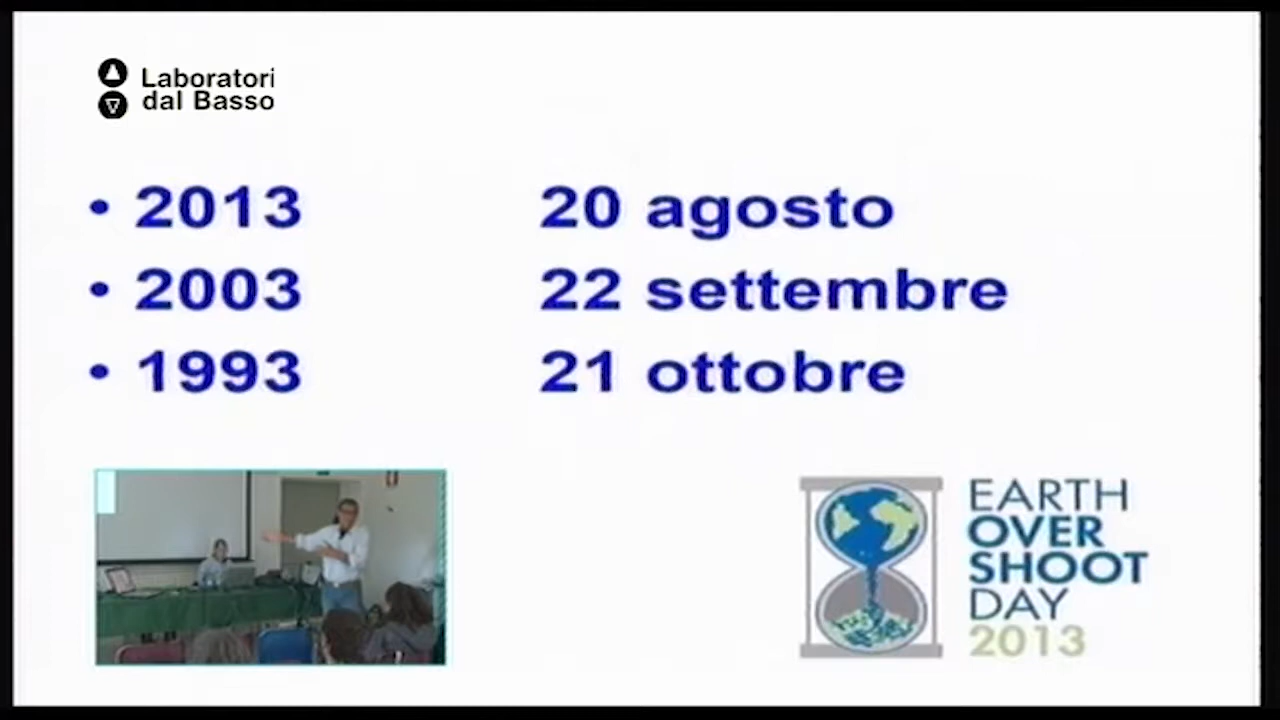 Laboratori
dal Basso
• 2013 20 agosto
• 2003 22 settembre
• 1993 21 ottobre
EARTH
OVER
SHOOT
DAY
2013